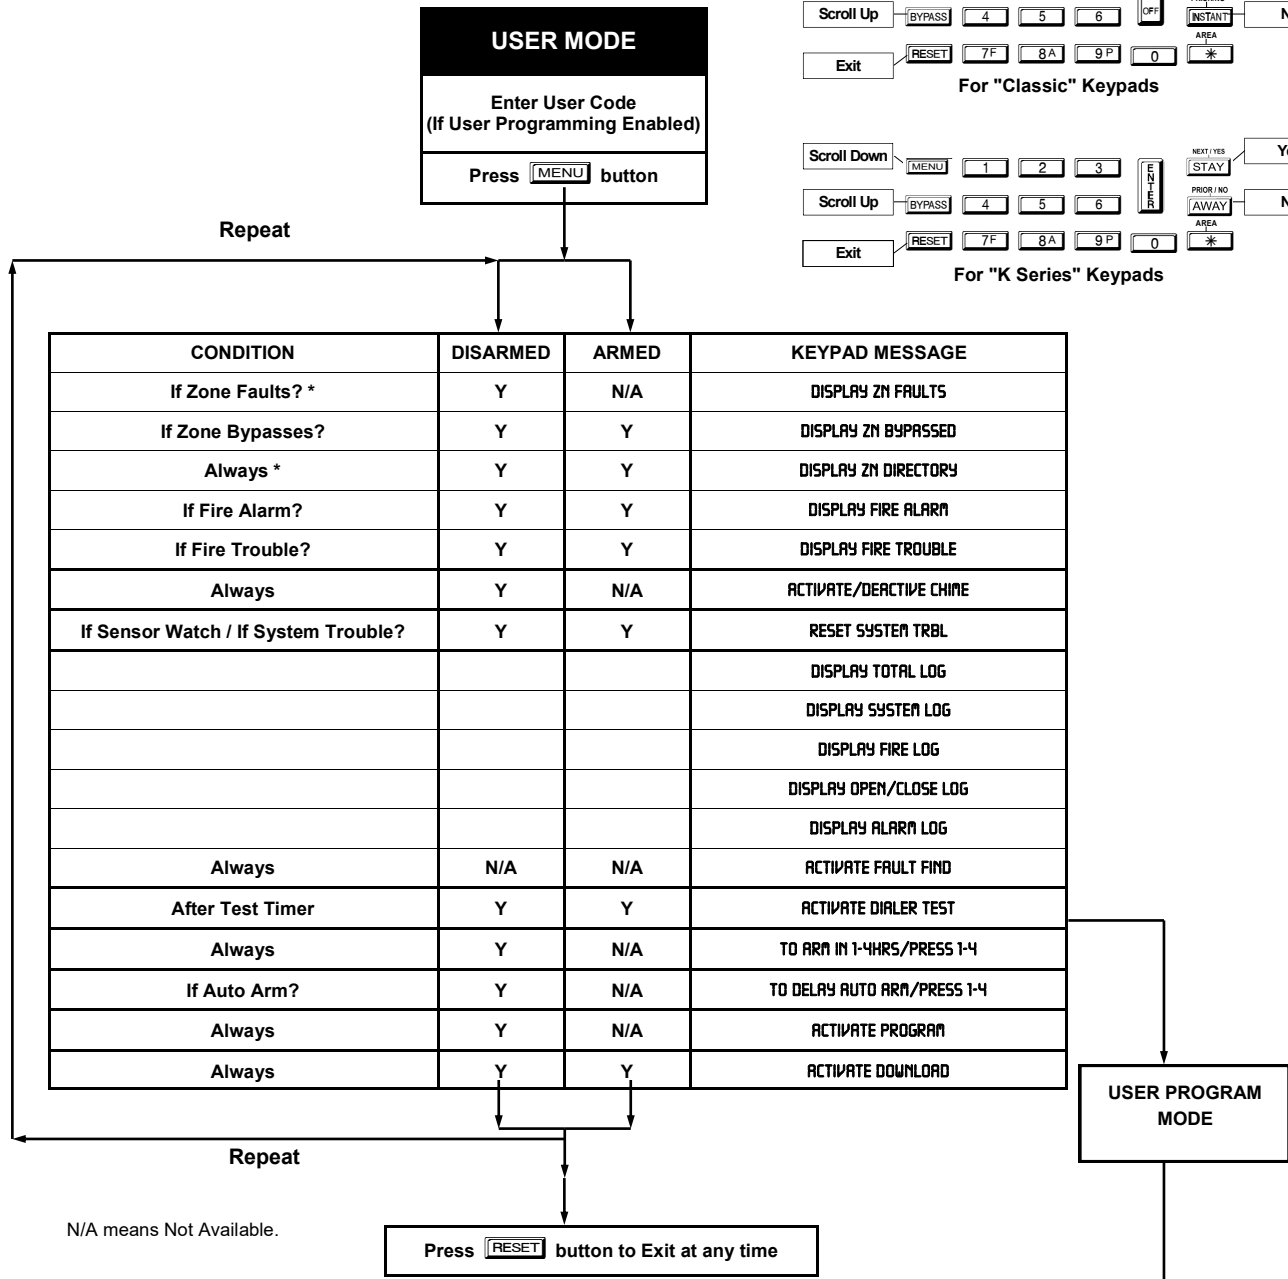 USER MODE
Enter User Code
(If User Programming Enabled)
Press MENU button
Scroll Up BYPASS 4 5 6 OFF INSTANT
AREA
Exit RESET 7F 8A 9P 0 *
For "Classic" Keypads
NEXT / YES
Scroll Down MENU 1 2 3 ENTER STAY
PRIOR / NO
Scroll Up BYPASS 4 5 6 AWAY
AREA
Exit RESET 7F 8A 9P 0 *
For "K Series" Keypads
Repeat
CONDITION DISARMED ARMED KEYPAD MESSAGE
If Zone Faults? * Y N/A DISPLAY ZN FAULTS
If Zone Bypasses? Y Y DISPLAY ZN BYPASSED
Always * Y Y DISPLAY ZN DIRECTORY
If Fire Alarm? Y Y DISPLAY FIRE ALARM
If Fire Trouble? Y Y DISPLAY FIRE TROUBLE
Always Y N/A ACTIVATE/DEACTIVE CHIME
If Sensor Watch / If System Trouble? Y Y RESET SYSTEM TRBL
DISPLAY TOTAL LOG
DISPLAY SYSTEM LOG
DISPLAY FIRE LOG
DISPLAY OPEN/CLOSE LOG
DISPLAY ALARM LOG
Always N/A N/A ACTIVATE FAULT FIND
After Test Timer Y Y ACTIVATE DIALER TEST
Always Y N/A TO ARM IN 1-4HRS/PRESS 1-4
If Auto Arm? Y N/A TO DELAY AUTO ARM/PRESS 1-4
Always Y N/A ACTIVATE PROGRAM
Always Y Y ACTIVATE DOWNLOAD
USER PROGRAM
MODE
Repeat
N/A means Not Available.
Press RESET button to Exit at any time